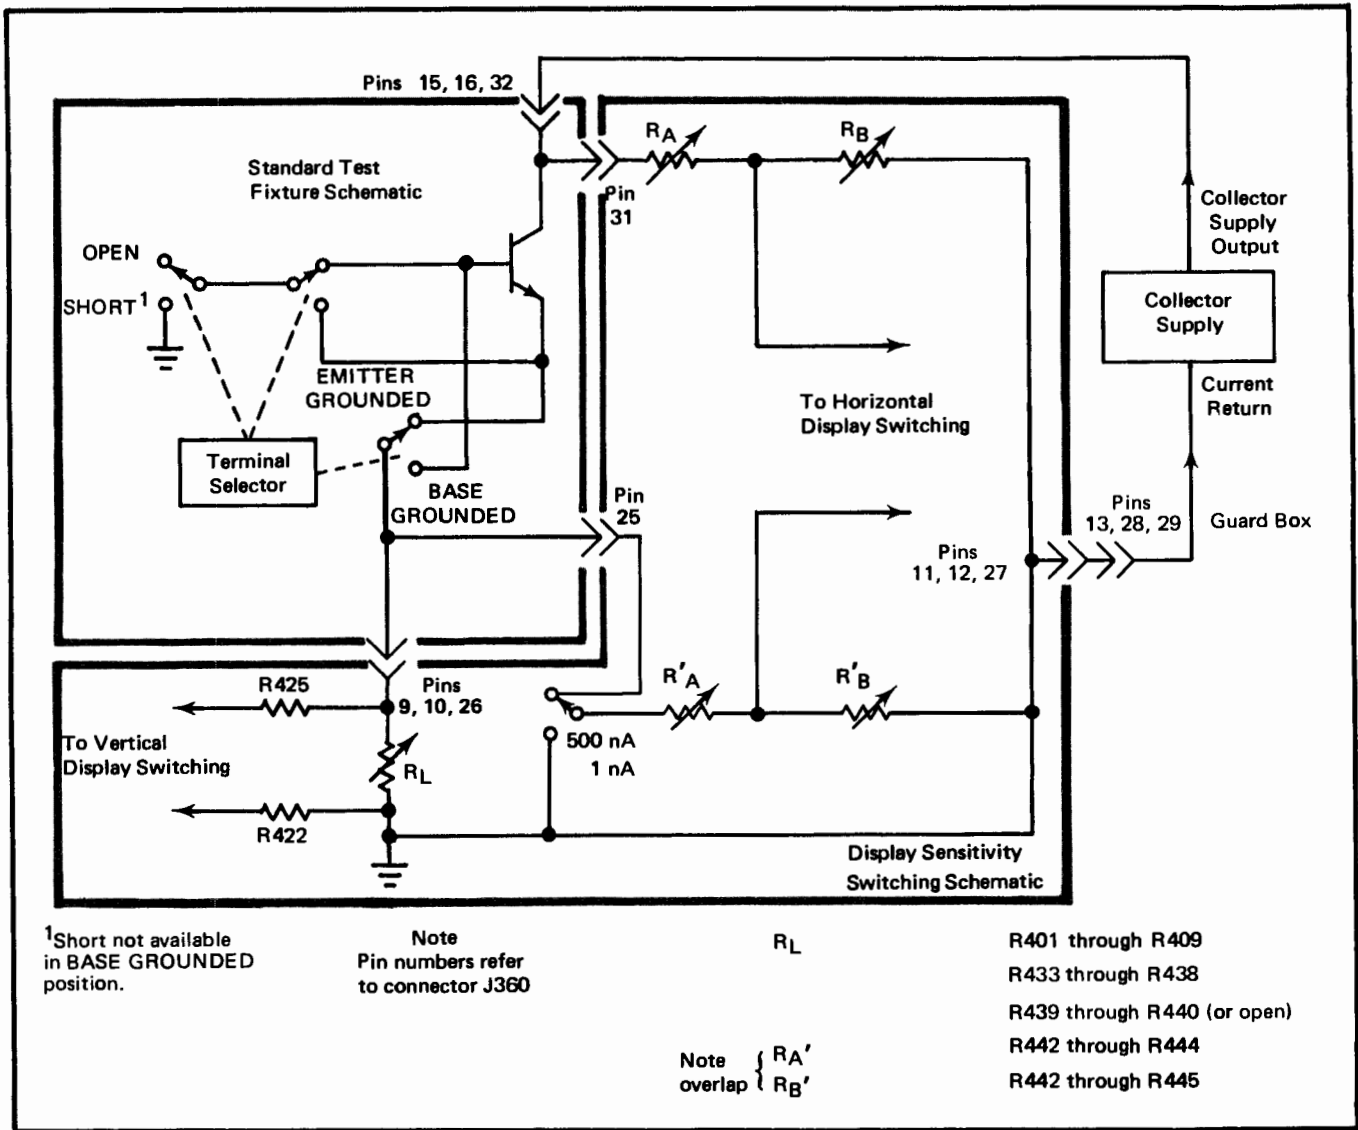 Pins 15, 16, 32
Standard Test
Fixture Schematic
RA
RB
Pin
31
Collector
Supply
Output
OPEN
SHORT1
Collector
Supply
EMITTER
GROUNDED
Current
Return
To Horizontal
Display Switching
Terminal
Selector
BASE
GROUNDED
Pin
25
Pins
13, 28, 29
Guard Box
Pins
11, 12, 27
R425
Pins
9, 10, 26
R'A
R'B
To Vertical
Display Switching
RL
500 nA
1 nA
R422
Display Sensitivity
Switching Schematic
1Short not available
in BASE GROUNDED
position.
Note
Pin numbers refer
to connector J360
RL
R401 through R409
R433 through R438
R439 through R440 (or open)
Note
overlap { RA'
RB'
R442 through R444
R442 through R445